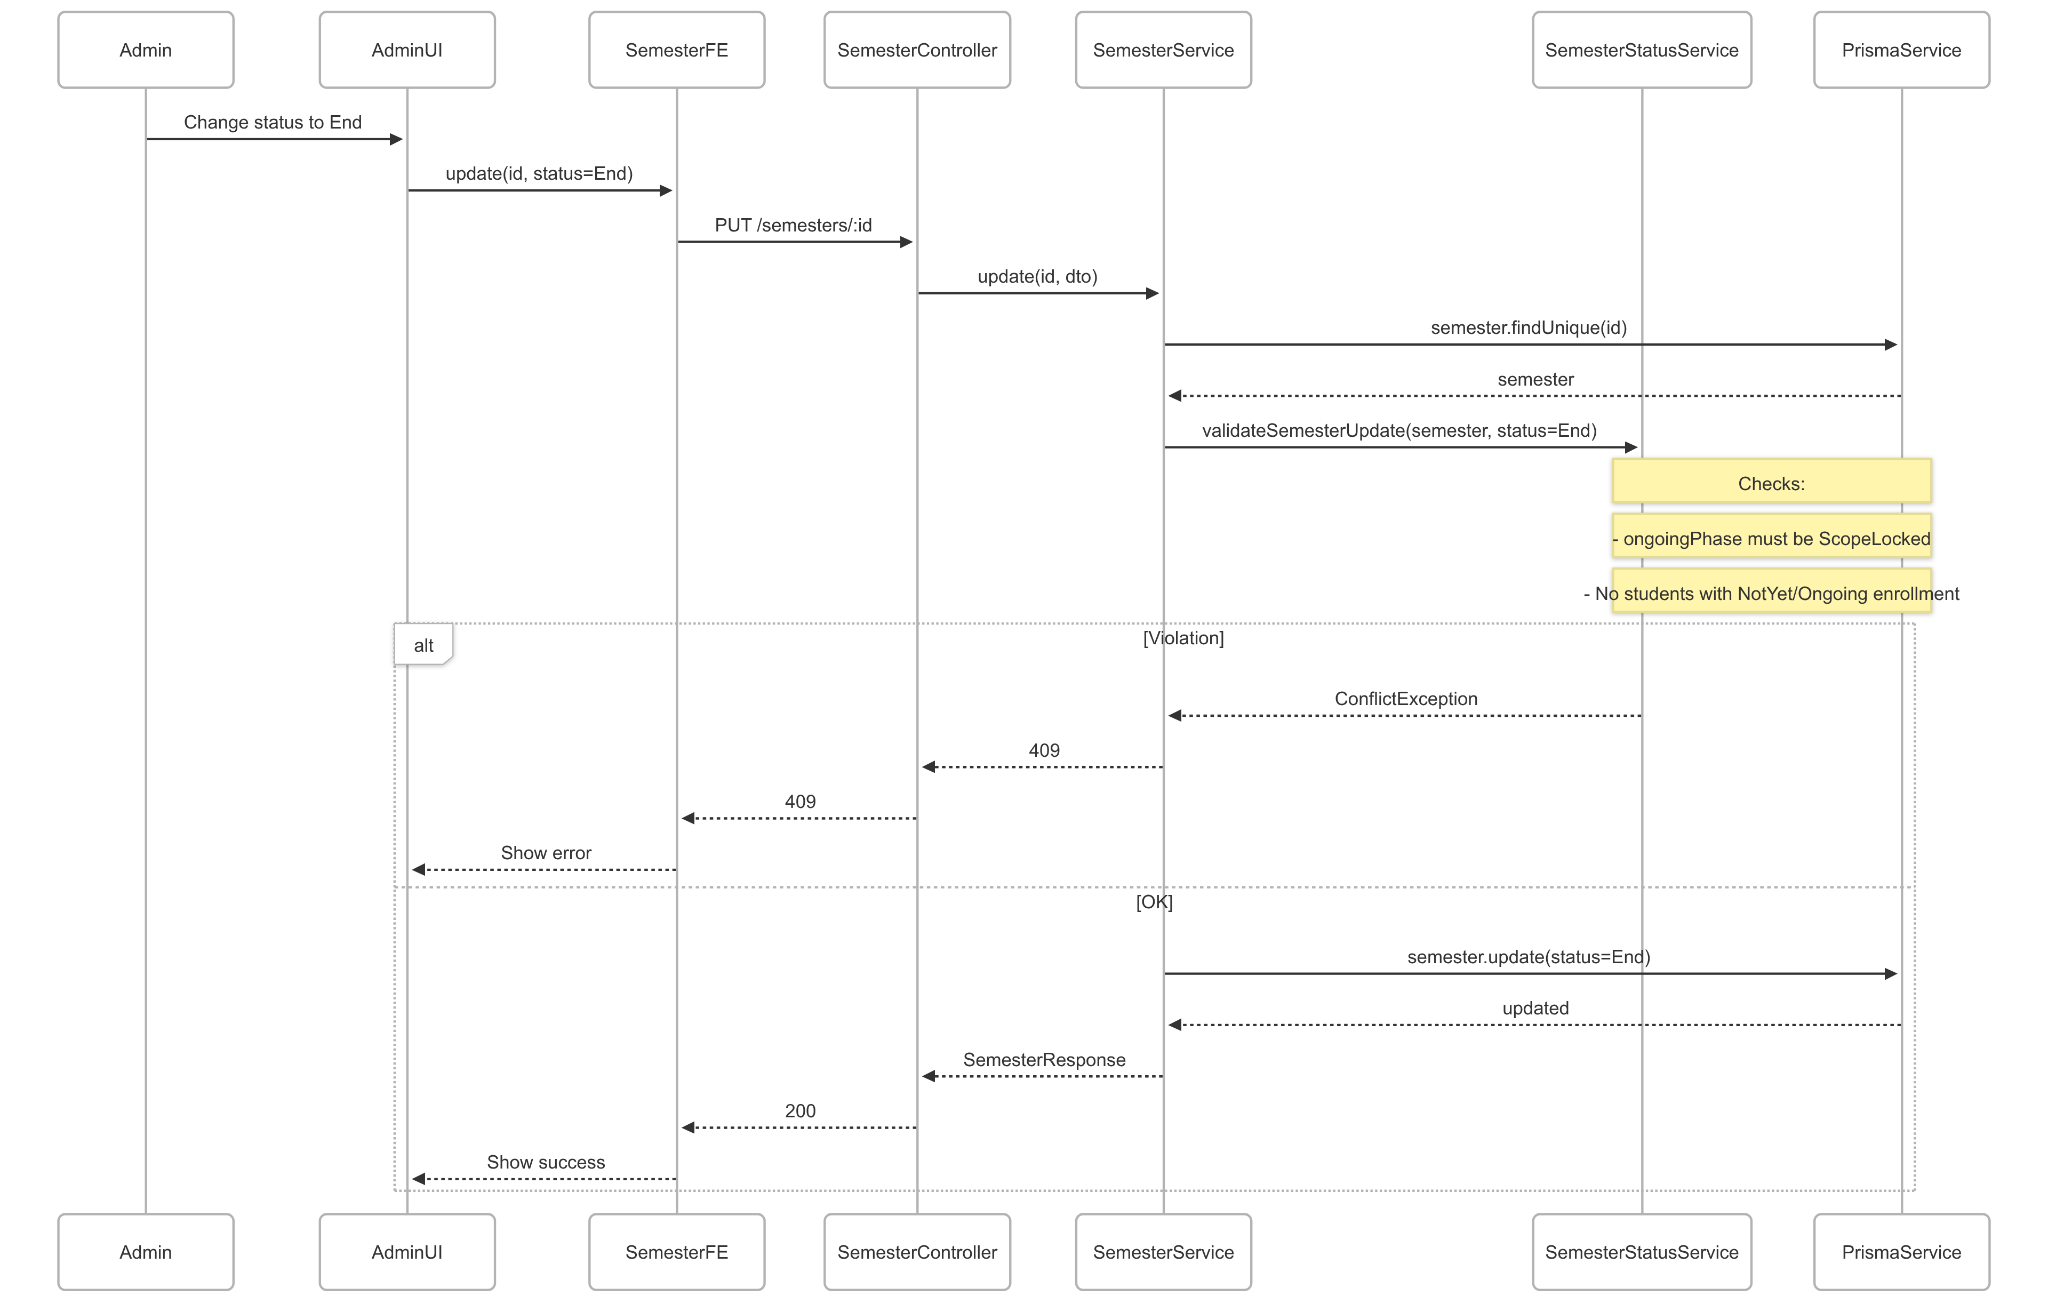 Admin
AdminUI
SemesterFE
SemesterController
SemesterService
SemesterStatusService
PrismaService
Change status to End
update(id, status=End)
PUT /semesters/:id
update(id, dto)
semester.findUnique(id)
semester
validateSemesterUpdate(semester, status=End)
Checks:
- ongoingPhase must be ScopeLocked
- No students with NotYet/Ongoing enrollment
alt
[Violation]
ConflictException
409
409
Show error
[OK]
semester.update(status=End)
updated
SemesterResponse
200
Show success
Admin
AdminUI
SemesterFE
SemesterController
SemesterService
SemesterStatusService
PrismaService